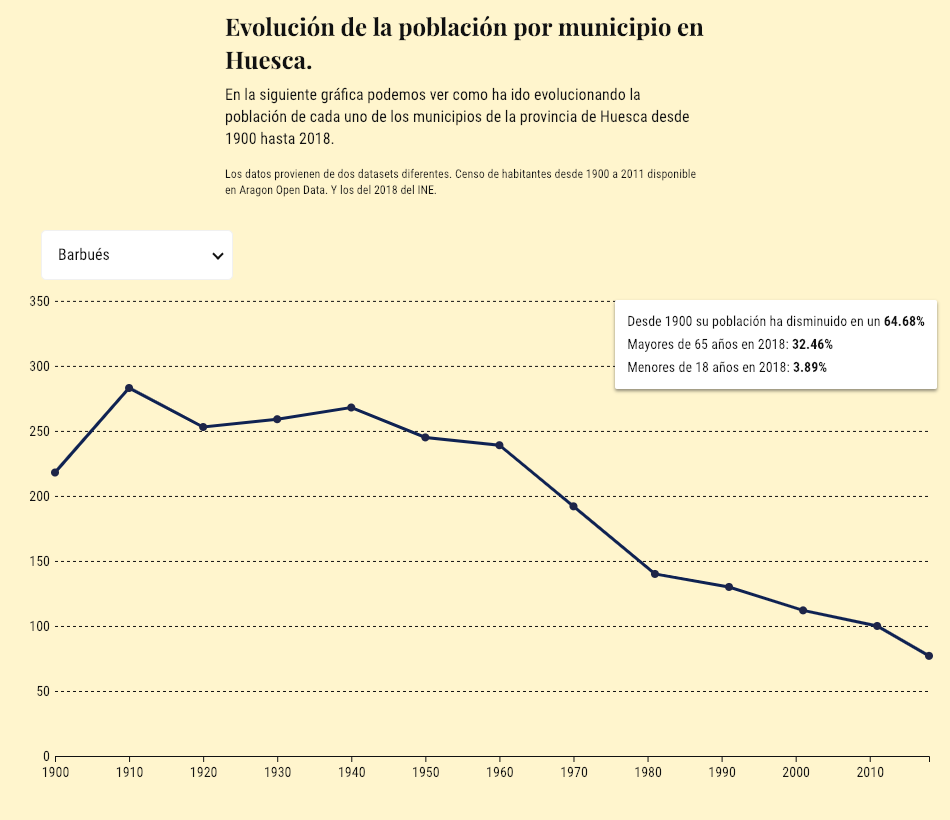 Evolución de la población por municipio en
Huesca.
En la siguiente gráfica podemos ver como ha ido evolucionando la
población de cada uno de los municipios de la provincia de Huesca desde
1900 hasta 2018.
Los datos provienen de dos datasets diferentes. Censo de habitantes desde 1900 a 2011 disponible
en Aragon Open Data. Y los del 2018 del INE.
Barbués
350
Desde 1900 su población ha disminuido en un 64.68%
Mayores de 65 años en 2018: 32.46%
Menores de 18 años en 2018: 3.89%
300
250
200
150
100
50
0
1900 1910 1920 1930 1940 1950 1960 1970 1980 1990 2000 2010